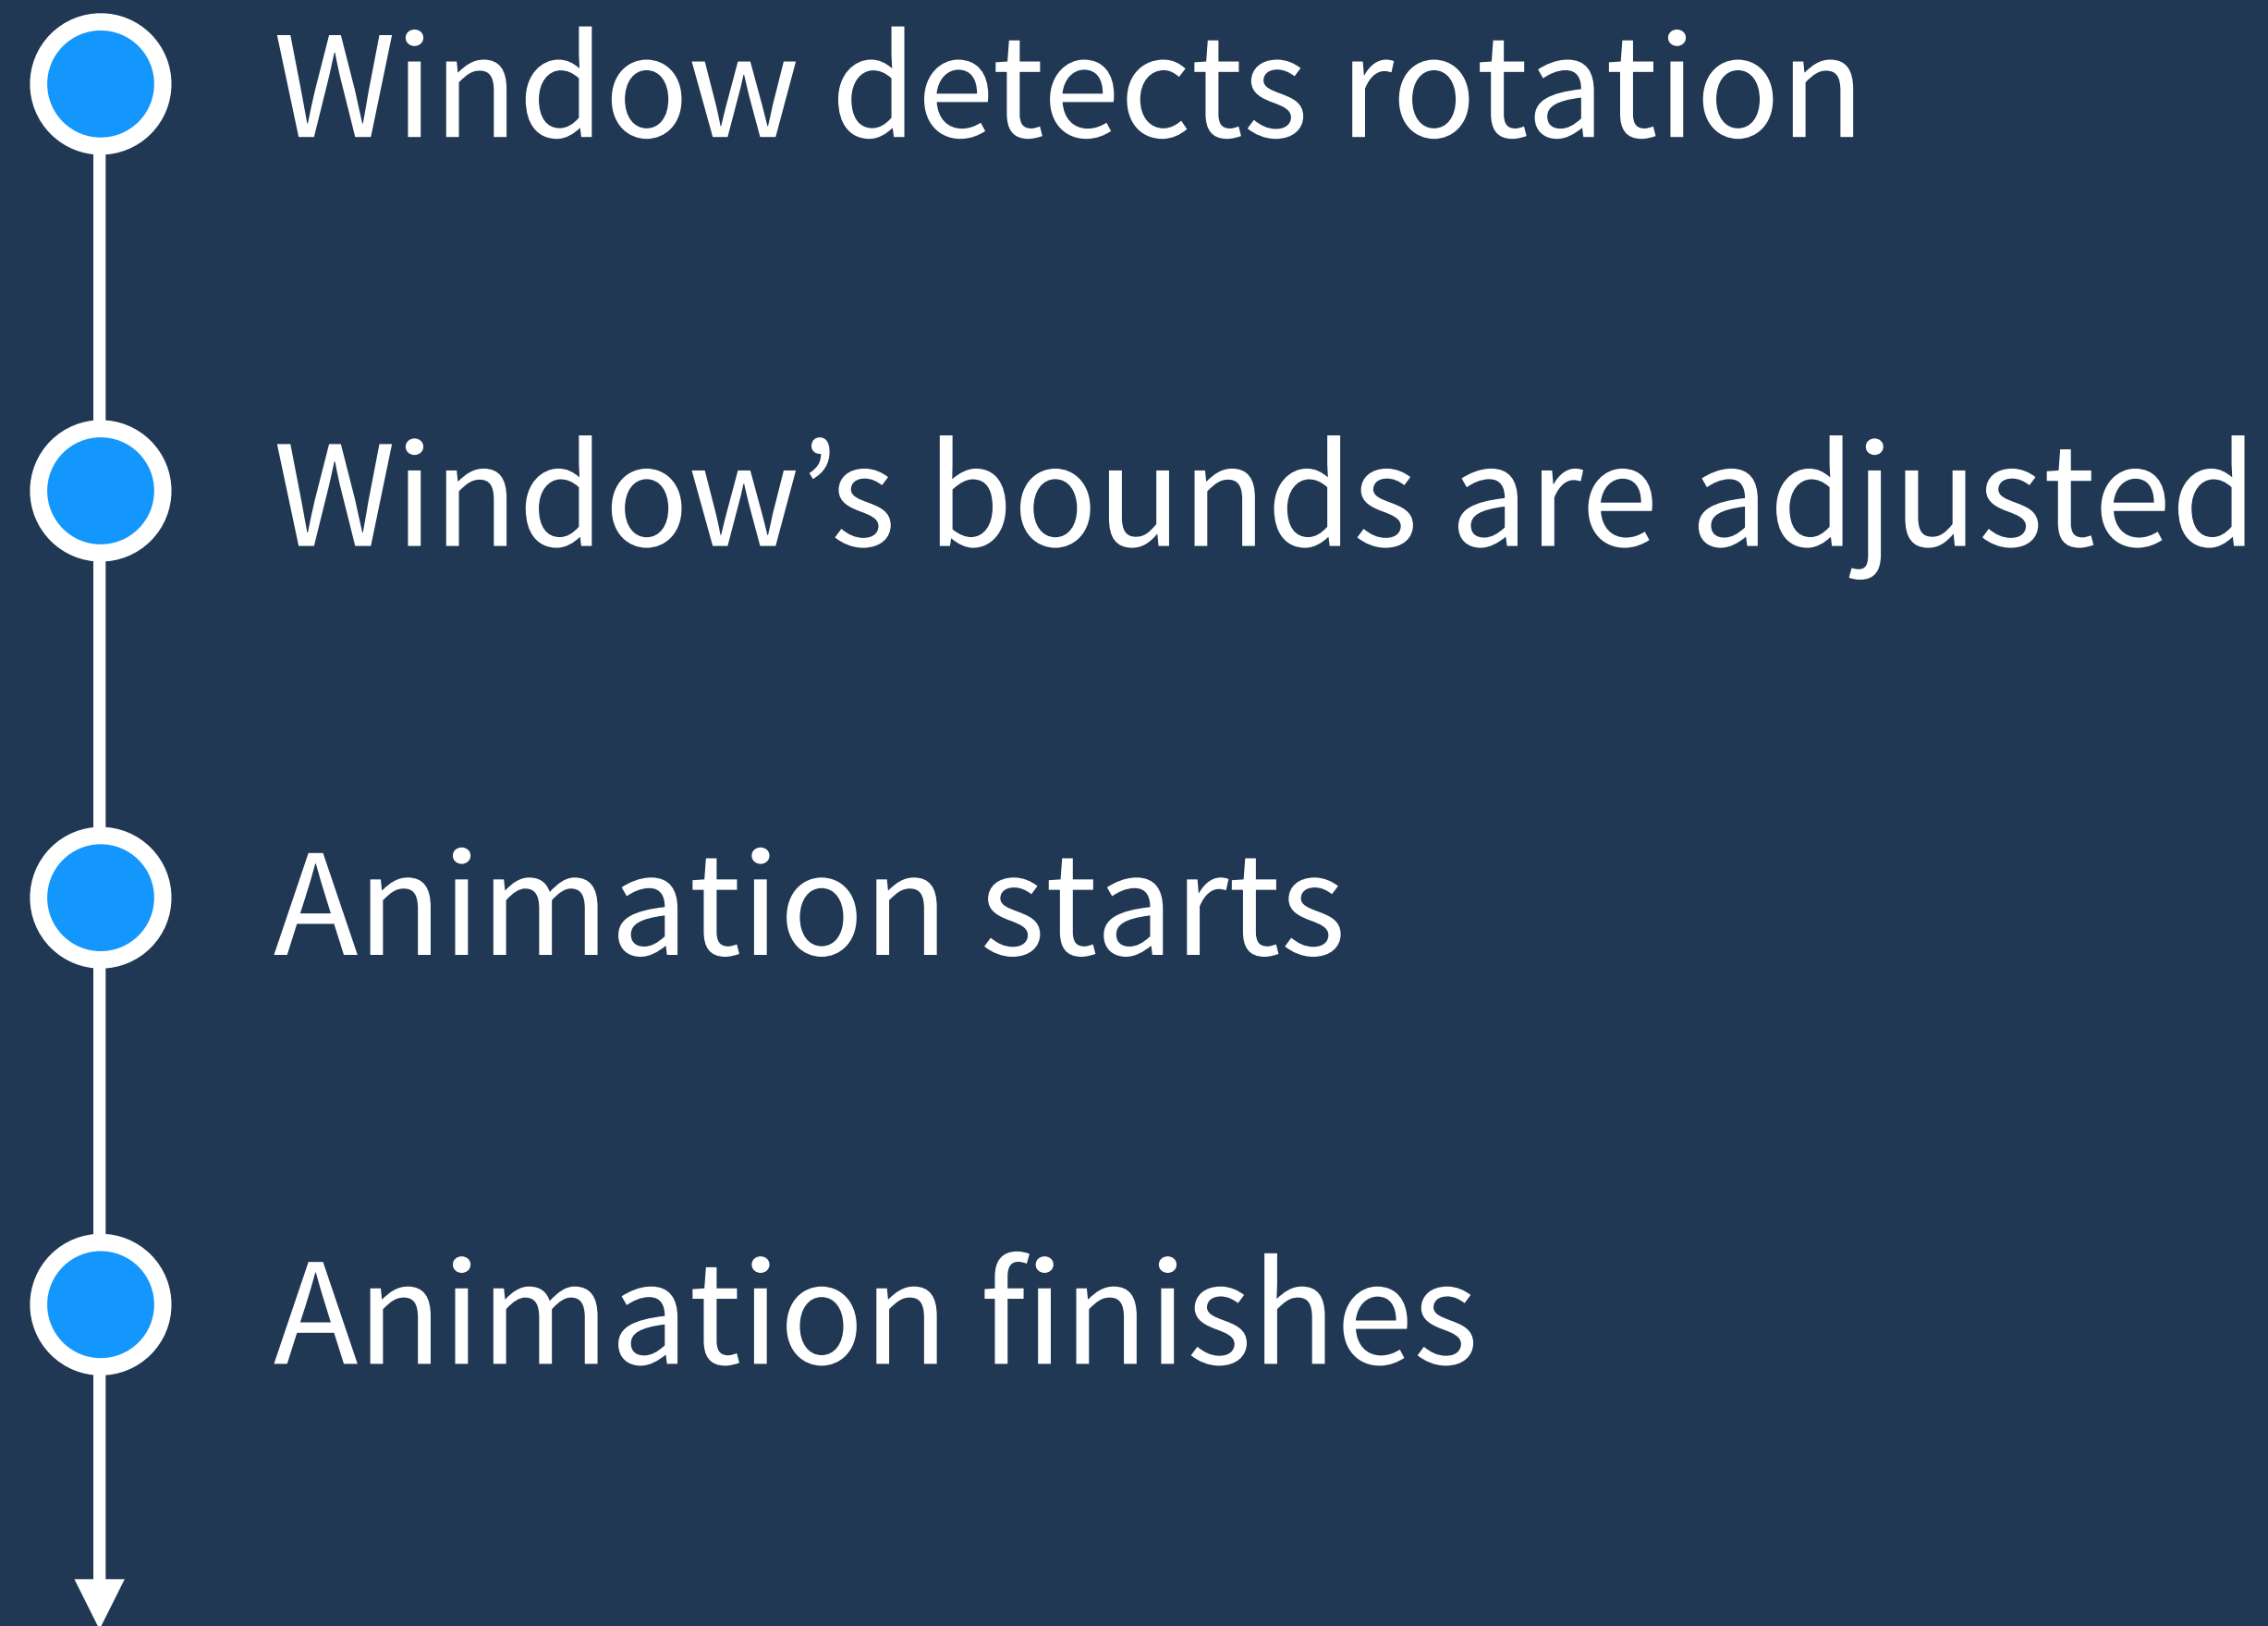 Window detects rotation
Window’s bounds are adjusted
Animation starts
Animation finishes